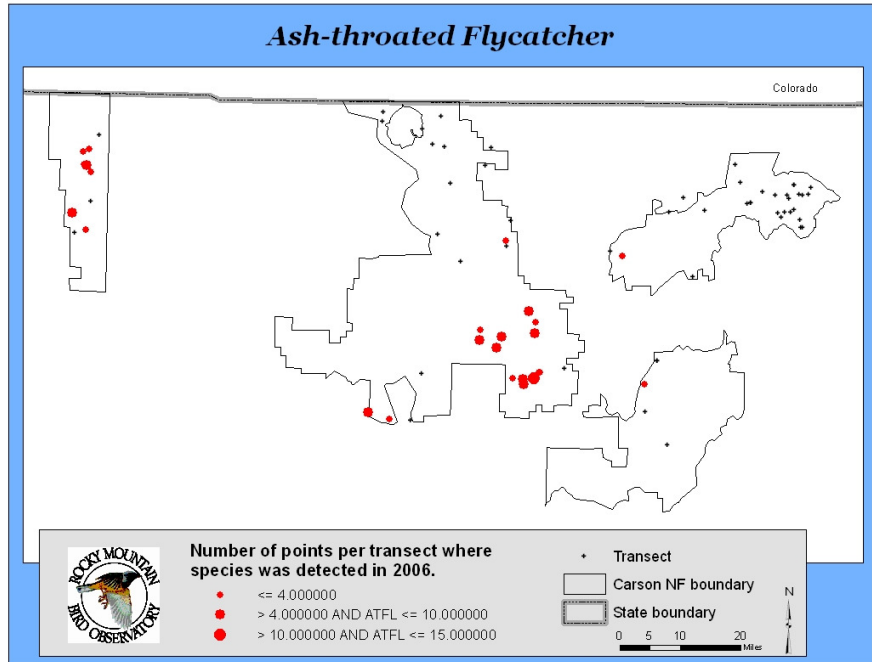 Ash-throated Flycatcher
Colorado
ROCKY MOUNTAIN
BIRD OBSERVATORY
Number of points per transect where
species was detected in 2006.
<= 4.000000
> 4.000000 AND ATFL <= 10.000000
> 10.000000 AND ATFL <= 15.000000
Transect
Carson NF boundary
State boundary
0 5 10 20
Miles
N